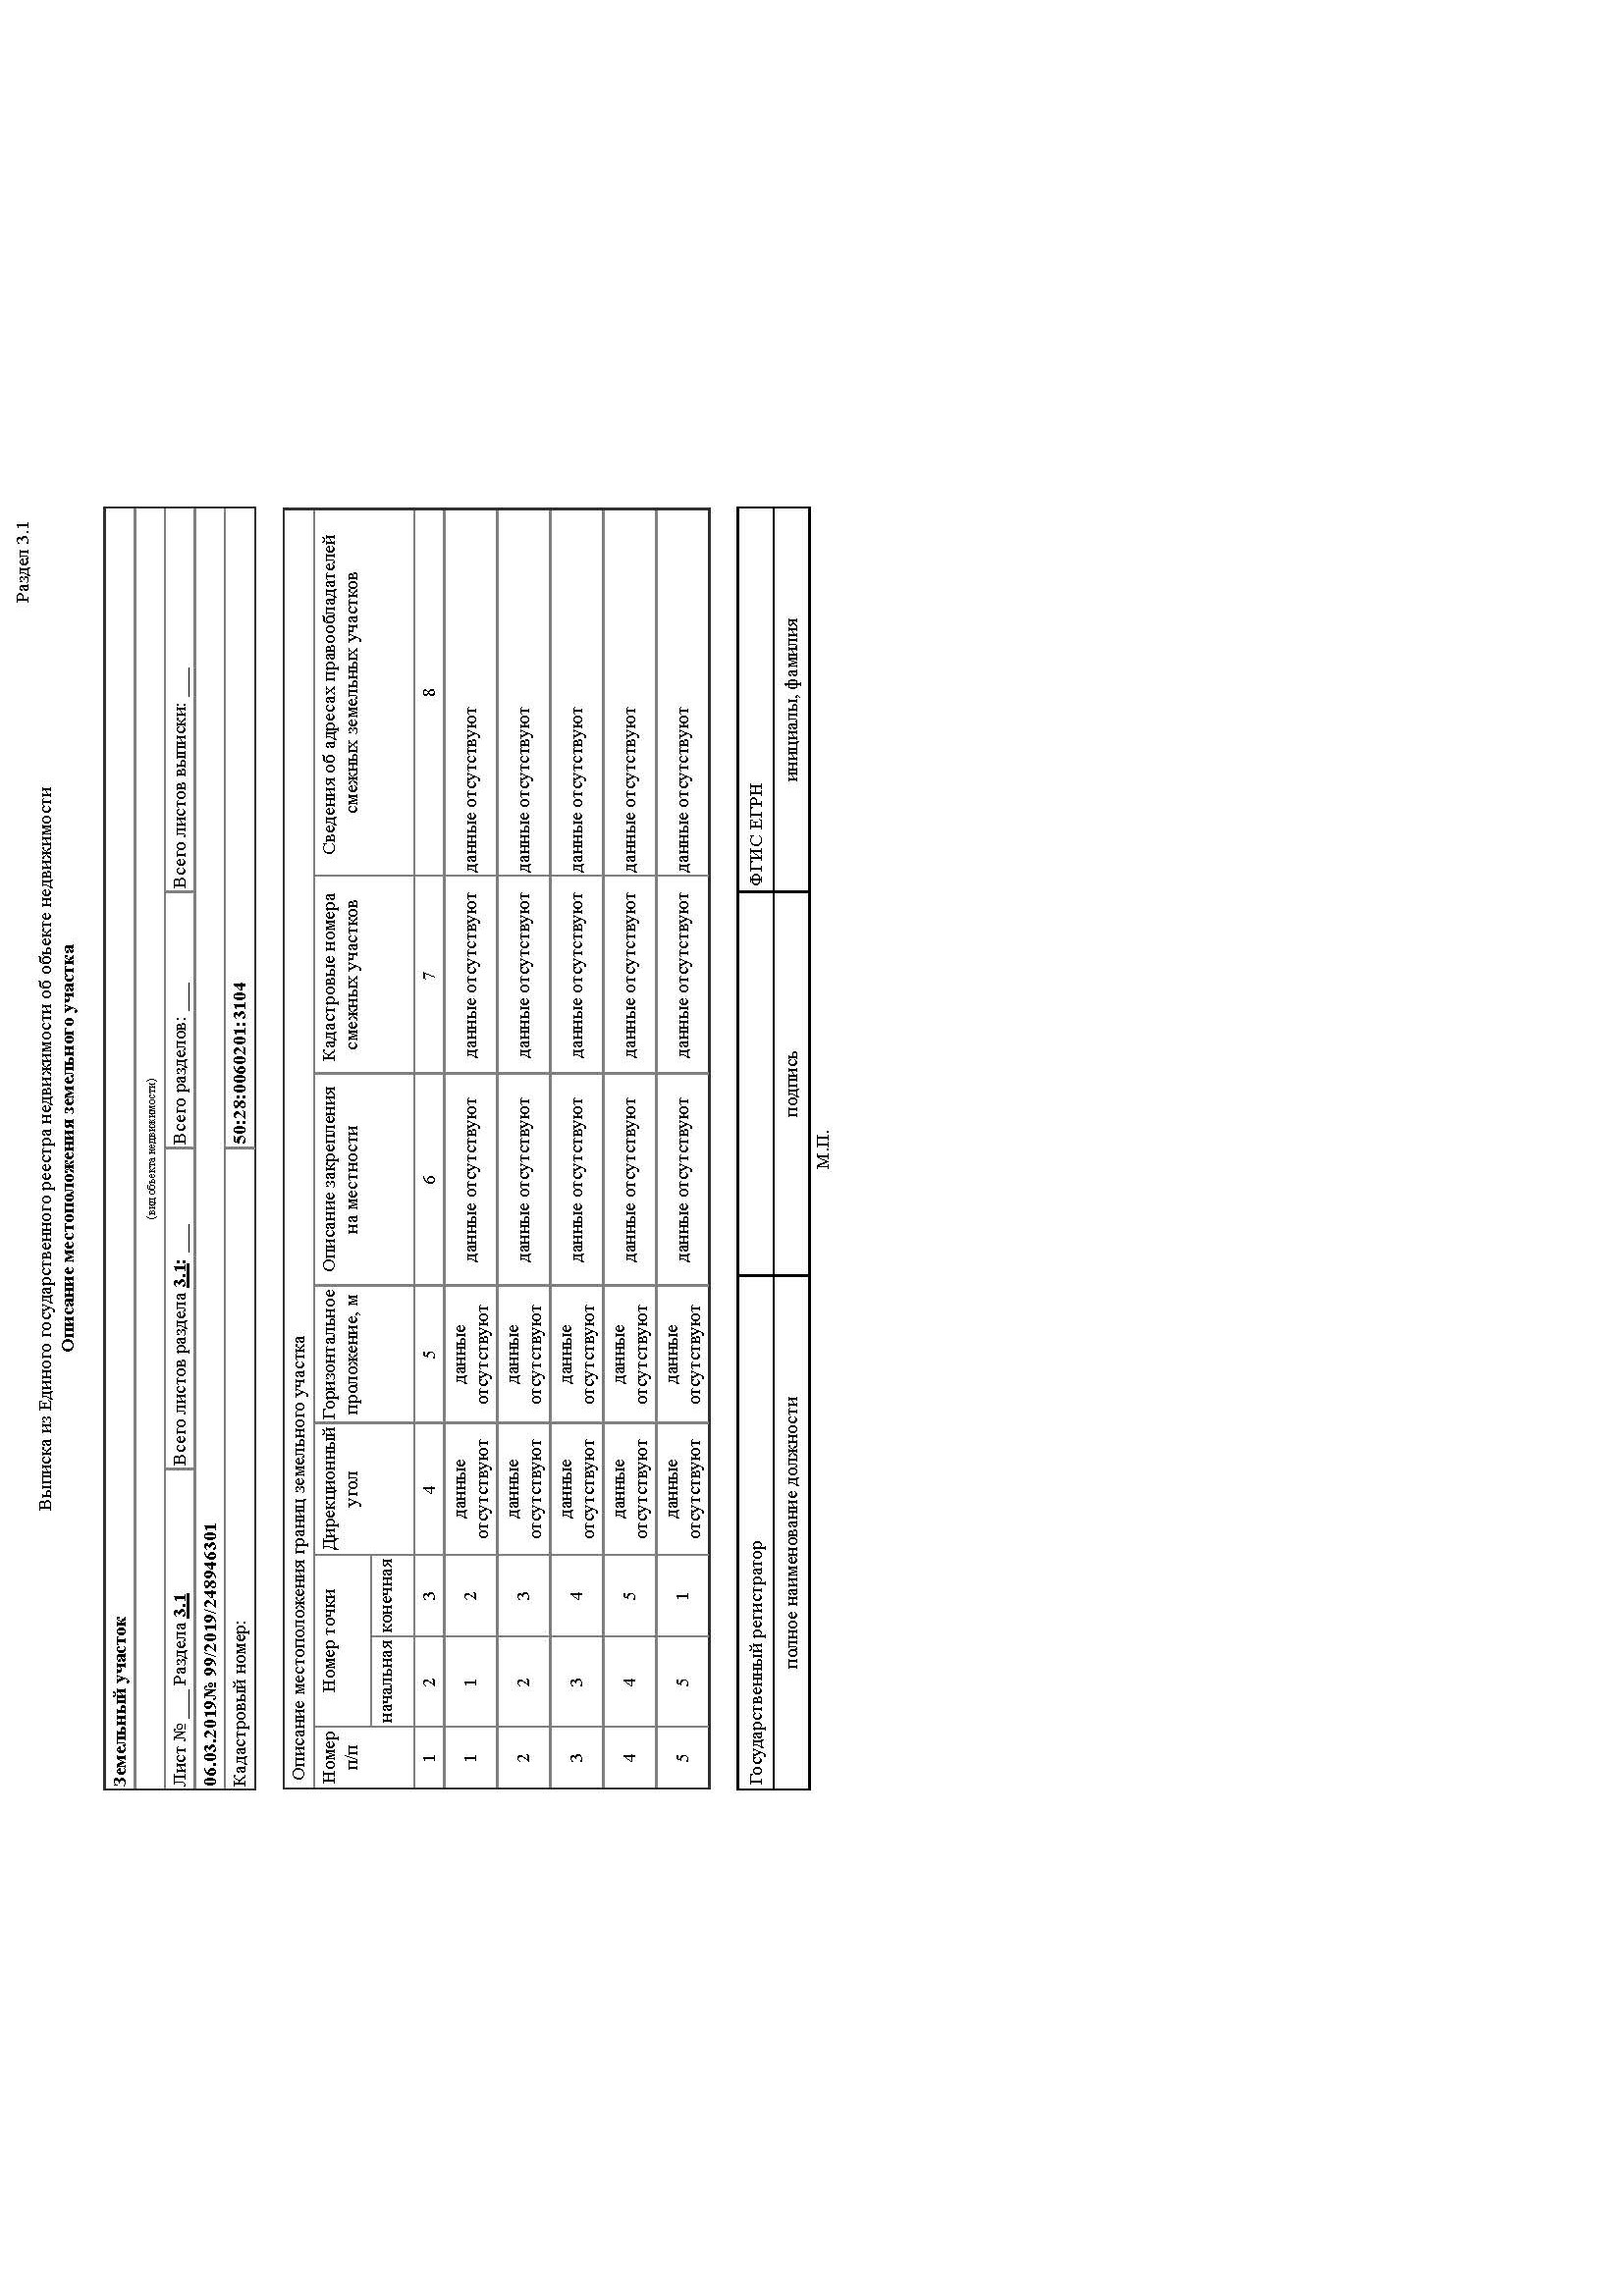 Раздел 3.1
Выписка из Единого государственного реестра недвижимости об объекте недвижимости
Описание местоположения земельного участка
Земельный участок
(вид объекта недвижимости)
Лист № ___ Раздела 3.1 Всего листов раздела 3.1: ___ Всего разделов: ___ Всего листов выписки: ___
06.03.2019№ 99/2019/248946301
Кадастровый номер: 50:28:0060201:3104
Описание местоположения границ земельного участка
Номер п/п Номер точки Дирекционный угол Горизонтальное проложение, м Описание закрепления на местности Кадастровые номера смежных участков Сведения об адресах правообладателей смежных земельных участков
начальная конечная
1 2 3 4 5 6 7 8
1 1 2 данные отсутствуют данные отсутствуют данные отсутствуют данные отсутствуют данные отсутствуют
2 2 3 данные отсутствуют данные отсутствуют данные отсутствуют данные отсутствуют данные отсутствуют
3 3 4 данные отсутствуют данные отсутствуют данные отсутствуют данные отсутствуют данные отсутствуют
4 4 5 данные отсутствуют данные отсутствуют данные отсутствуют данные отсутствуют данные отсутствуют
5 5 1 данные отсутствуют данные отсутствуют данные отсутствуют данные отсутствуют данные отсутствуют
Государственный регистратор ФГИС ЕГРН
полное наименование должности подпись инициалы, фамилия
М.П.